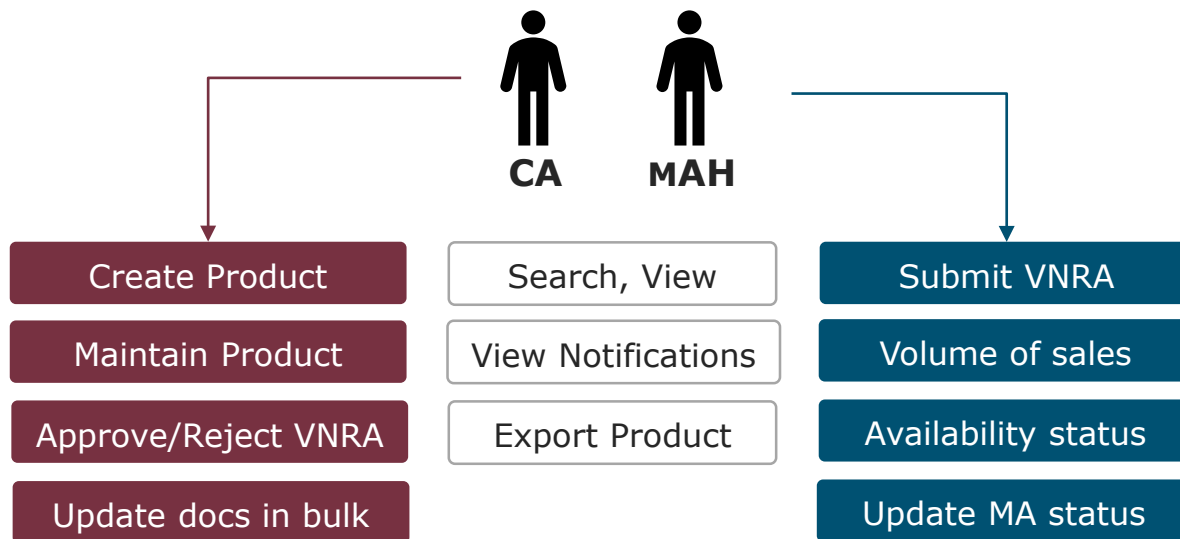 CA
MAH
Create Product
Search, View
Submit VNRA
Maintain Product
View Notifications
Volume of sales
Approve/Reject VNRA
Export Product
Availability status
Update docs in bulk
Update MA status